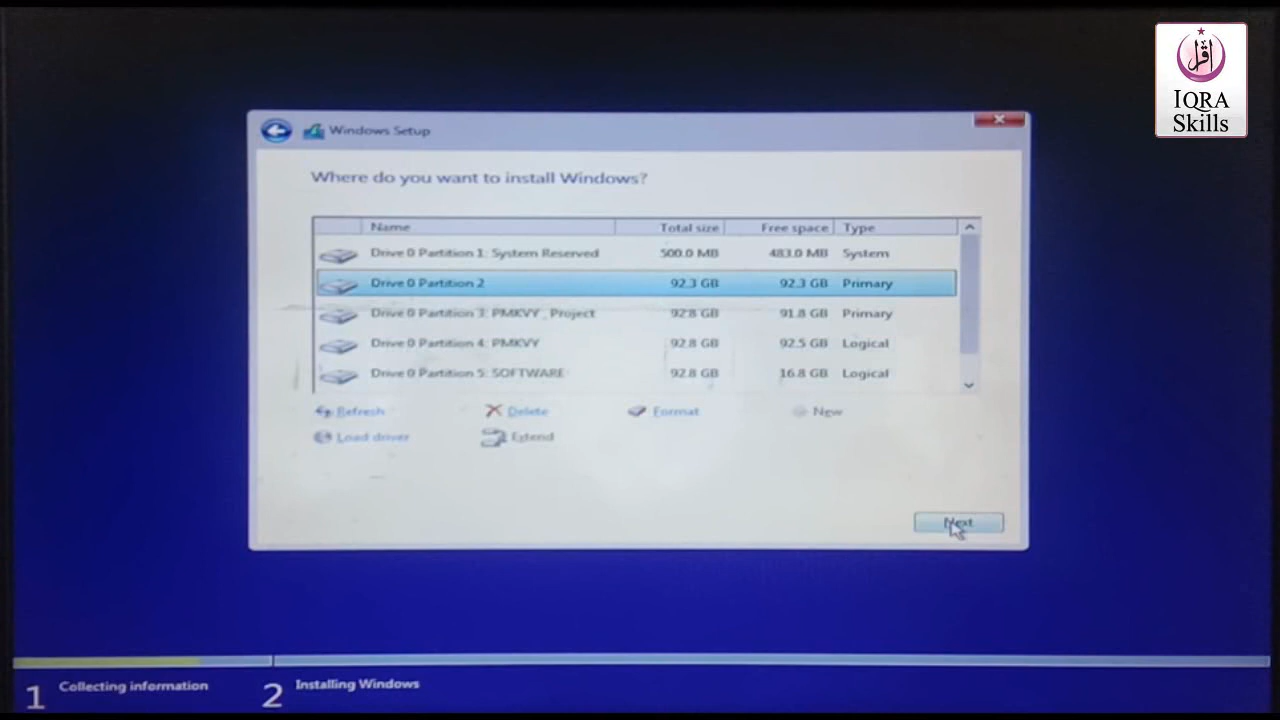 اقرأ
IQRA
Skills
Windows Setup
Where do you want to install Windows?
Name Total size Free space Type
Drive 0 Partition 1: System Reserved 500.0 MB 483.0 MB System
Drive 0 Partition 2 92.3 GB 92.3 GB Primary
Drive 0 Partition 3: PMKVY_Project 92.8 GB 91.8 GB Primary
Drive 0 Partition 4: PMKVY 92.8 GB 92.5 GB Logical
Drive 0 Partition 5: SOFTWARE 92.8 GB 16.8 GB Logical
Refresh Delete Format New
Load driver Extend
Next
1 Collecting information 2 Installing Windows